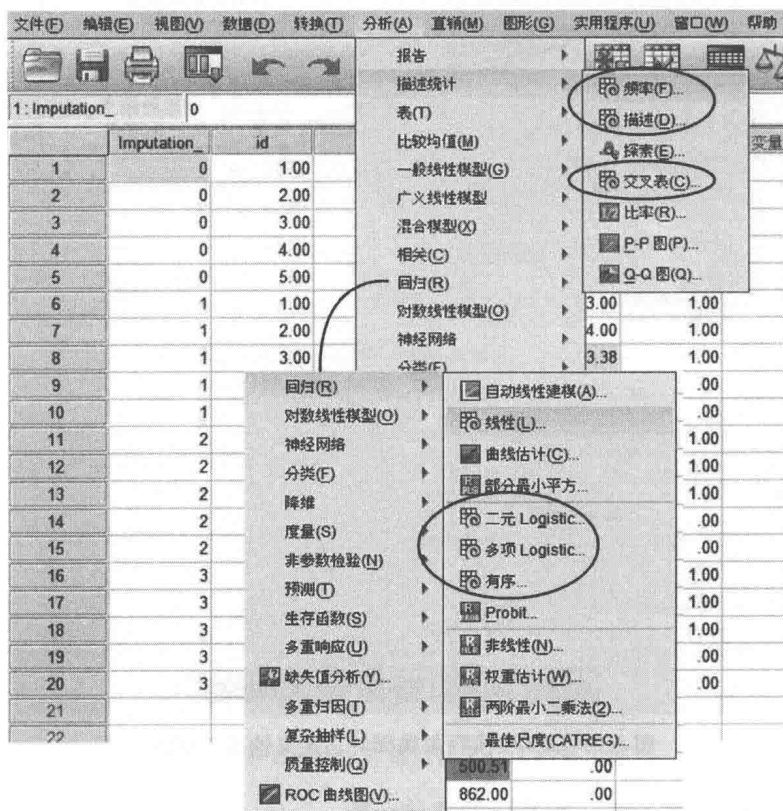 文件(F) 编辑(E) 视图(V) 数据(D) 转换(T) 分析(A) 直销(M) 图形(G) 实用程序(U) 窗口(W) 帮助
1 : Imputation_ 0
报告
描述统计
表(T)
比较均值(M)
一般线性模型(G)
广义线性模型
混合模型(X)
相关(C)
回归(R)
对数线性模型(O)
神经网络
分类(F)
频率(F)...
描述(D)...
探索(E)...
交叉表(C)...
比率(R)...
P-P 图(P)...
Q-Q 图(Q)...
变量
Imputation_ id
1 0 1.00
2 0 2.00
3 0 3.00
4 0 4.00
5 0 5.00
6 1 1.00 3.00 1.00
7 1 2.00 4.00 1.00
8 1 3.00 3.38 1.00
9 1 .00
10 1 .00
11 2 1.00
12 2 1.00
13 2 1.00
14 2 .00
15 2 .00
16 3 1.00
17 3 1.00
18 3 1.00
19 3 .00
20 3 .00
21
22
回归(R)
对数线性模型(O)
神经网络
分类(F)
降维
度量(S)
非参数检验(N)
预测(T)
生存函数(S)
多重响应(U)
缺失值分析(Y)...
多重归因(T)
复杂抽样(L)
质量控制(Q)
ROC 曲线图(V)...
自动线性建模(A)...
线性(L)...
曲线估计(C)...
部分最小平方...
二元 Logistic...
多项 Logistic...
有序...
Probit...
非线性(N)...
权重估计(W)...
两阶最小二乘法(2)...
最佳尺度(CATREG)...
500.51 .00
862.00 .00